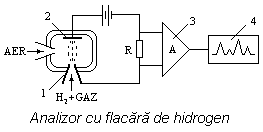 2
3
4
AER
R
A
1
H₂+GAZ
Analizor cu flacără de hidrogen